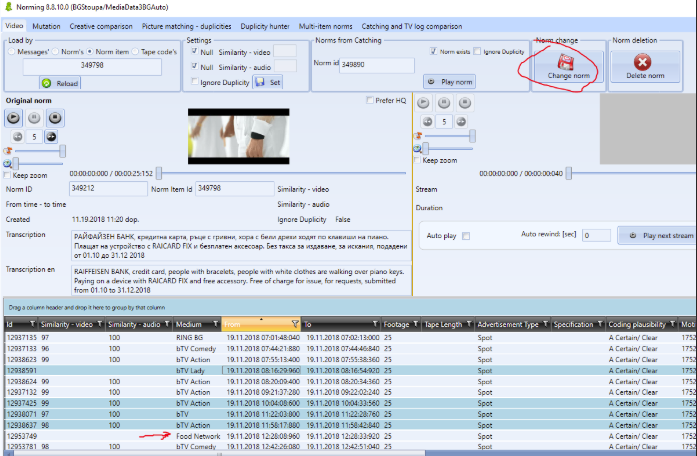 Norming 8.8.10.0 (BGStoupa/MediaData3BGAuto)
Video Mutation Creative comparison Picture matching - duplicities Duplicity hunter Multi-item norms Catching and TV log comparison
Load by Settings Norms from Catching Norm change Norm deletion
Messages' Norm's Norm item Tape code's
349798
Reload
Null Similarity - video
Null Similarity - audio
Ignore Duplicity Set
Norm exists Ignore Duplicity
Norm id 349890
Play norm
Change norm
Delete norm
Original norm
Prefer HQ
5
Keep zoom
00:00:00:000 / 00:00:25:152
5
Keep zoom
00:00:00:000 / 00:00:00:040
Norm ID 349212 Norm Item Id 349798 Similarity - video
From time - to time Similarity - audio
Created 11.19.2018 11:20 dop. Ignore Duplicity False
Transcription РАЙФАЙЗЕН БАНК, кредитна карта, ръце с гривни, хора с бели дрехи ходят по клавиши на пиано.
Плащат на устройство с RAICARD FIX и безплатен аксесоар. Без такса за издаване, за искания, подадени
от 01.10 до 31.12.2018
Transcription en RAIFFEISEN BANK, credit card, people with bracelets, people with white clothes are walking over piano keys.
Paying on a device with RAICARD FIX and free accessory. Free of charge for issue, for requests, submitted
from 01.10 to 31.12.2018
Stream
Duration
Auto play Auto rewind: [sec] 0 Play next stream
Drag a column header and drop it here to group by that column
Id Similarity - video Similarity - audio Medium From To Footage Tape Length Advertisement Type Specification Coding plausibility Moti
12937135 97 100 RING BG 19.11.2018 07:01:48:040 19.11.2018 07:02:13:000 25 Spot A Certain/ Clear 1752
12937133 96 100 bTV Comedy 19.11.2018 07:44:21:880 19.11.2018 07:44:46:840 25 Spot A Certain/ Clear 1752
12938623 99 100 bTV Action 19.11.2018 07:55:13:400 19.11.2018 07:55:38:360 25 Spot A Certain/ Clear 1752
12938591 bTV Lady 19.11.2018 08:16:29:960 19.11.2018 08:16:54:920 25 Spot A Certain/ Clear 1752
12938624 99 100 bTV Action 19.11.2018 08:20:09:400 19.11.2018 08:20:34:360 25 Spot A Certain/ Clear 1752
12937132 99 100 bTV Action 19.11.2018 09:21:37:280 19.11.2018 09:22:02:240 25 Spot A Certain/ Clear 1752
12937425 99 100 bTV Action 19.11.2018 10:04:08:600 19.11.2018 10:04:33:560 25 Spot A Certain/ Clear 1752
12938071 97 100 bTV 19.11.2018 11:22:03:800 19.11.2018 11:22:28:760 25 Spot A Certain/ Clear 1752
12938637 98 100 bTV Action 19.11.2018 11:58:17:880 19.11.2018 11:58:42:840 25 Spot A Certain/ Clear 1752
12953749 Food Network 19.11.2018 12:28:08:960 19.11.2018 12:28:33:920 25 Spot A Certain/ Clear 1752
12953781 98 100 bTV Comedy 19.11.2018 12:42:26:080 19.11.2018 12:42:51:040 25 Spot A Certain/ Clear 1752